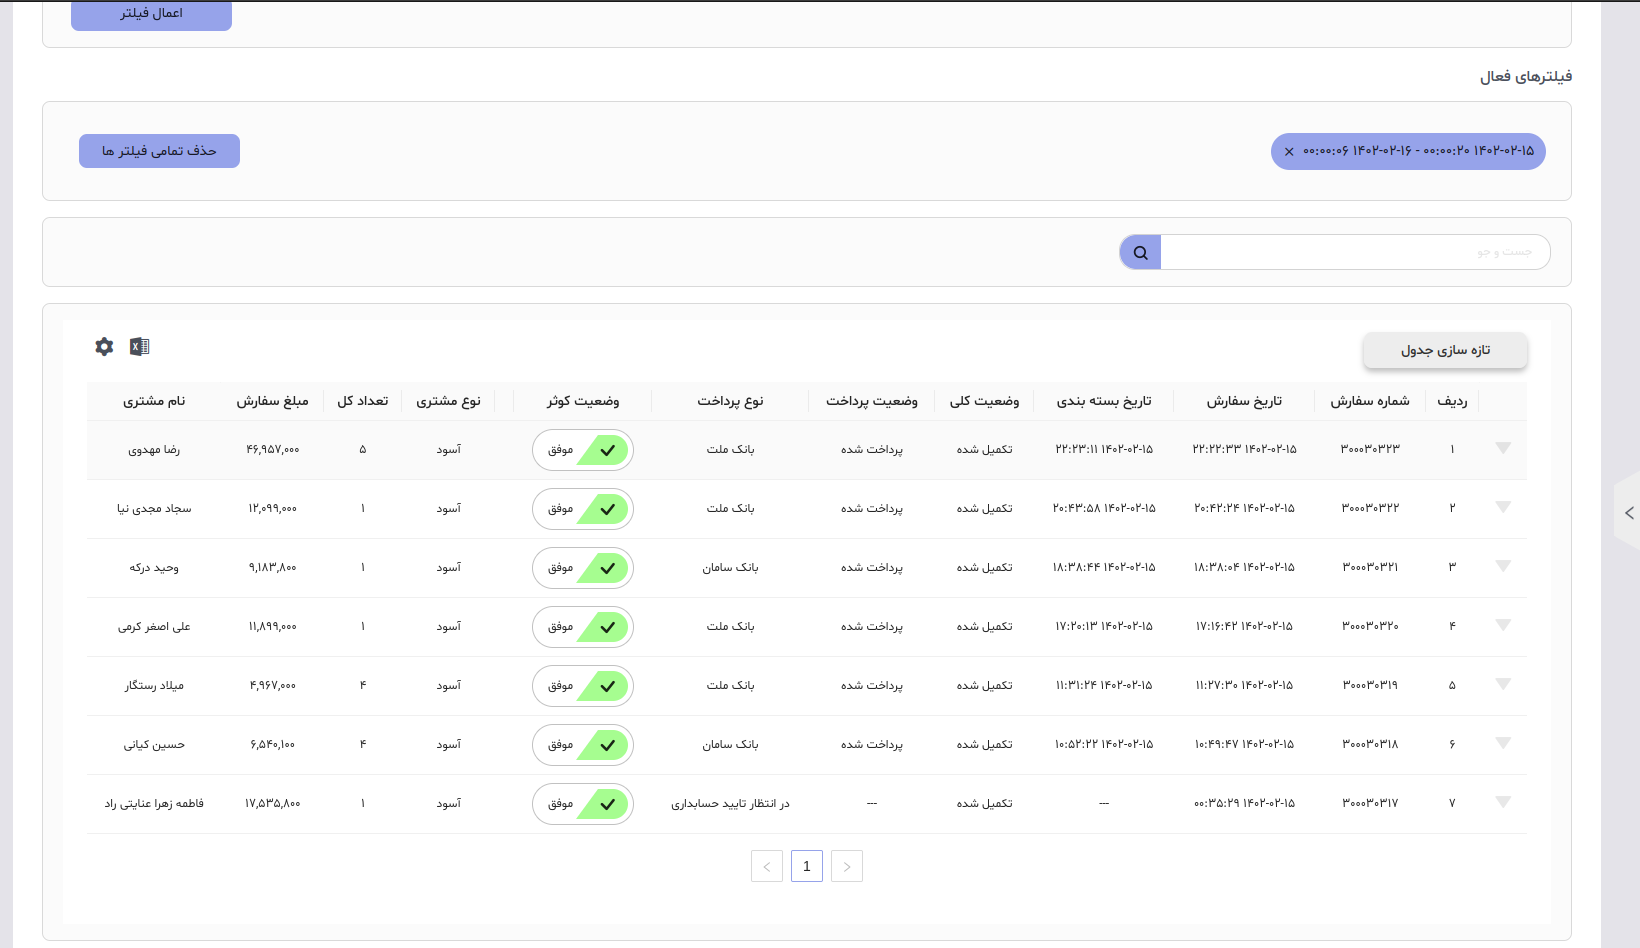 اعمال فیلتر
فیلترهای فعال
۱۴۰۲-۰۲-۱۵ ۰۰:۰۰:۲۰ - ۱۴۰۲-۰۲-۱۶ ۰۰:۰۰:۰۶ ×
حذف تمامی فیلتر ها
جست و جو
تازه سازی جدول
ردیف شماره سفارش تاریخ سفارش تاریخ بسته بندی وضعیت کلی وضعیت پرداخت نوع پرداخت وضعیت کوثر نوع مشتری تعداد کل مبلغ سفارش نام مشتری
۱ ۳۰۰۰۳۰۳۲۳ ۱۴۰۲-۰۲-۱۵ ۲۲:۲۲:۳۳ ۱۴۰۲-۰۲-۱۵ ۲۲:۲۳:۱۱ تکمیل شده پرداخت شده بانک ملت موفق آسود ۵ ۴۶,۹۵۷,۰۰۰ رضا مهدوی
۲ ۳۰۰۰۳۰۳۲۲ ۱۴۰۲-۰۲-۱۵ ۲۰:۴۲:۲۴ ۱۴۰۲-۰۲-۱۵ ۲۰:۴۳:۵۸ تکمیل شده پرداخت شده بانک ملت موفق آسود ۱ ۱۲,۰۹۹,۰۰۰ سجاد مجدی نیا
۳ ۳۰۰۰۳۰۳۲۱ ۱۴۰۲-۰۲-۱۵ ۱۸:۳۸:۰۴ ۱۴۰۲-۰۲-۱۵ ۱۸:۳۸:۴۴ تکمیل شده پرداخت شده بانک سامان موفق آسود ۱ ۹,۱۸۳,۸۰۰ وحید درکه
۴ ۳۰۰۰۳۰۳۲۰ ۱۴۰۲-۰۲-۱۵ ۱۷:۱۶:۴۲ ۱۴۰۲-۰۲-۱۵ ۱۷:۲۰:۱۳ تکمیل شده پرداخت شده بانک ملت موفق آسود ۱ ۱۱,۸۹۹,۰۰۰ علی اصغر کرمی
۵ ۳۰۰۰۳۰۳۱۹ ۱۴۰۲-۰۲-۱۵ ۱۱:۲۷:۳۰ ۱۴۰۲-۰۲-۱۵ ۱۱:۳۱:۲۴ تکمیل شده پرداخت شده بانک ملت موفق آسود ۴ ۴,۹۶۷,۰۰۰ میلاد رستگار
۶ ۳۰۰۰۳۰۳۱۸ ۱۴۰۲-۰۲-۱۵ ۱۰:۴۹:۴۷ ۱۴۰۲-۰۲-۱۵ ۱۰:۵۲:۲۲ تکمیل شده پرداخت شده بانک سامان موفق آسود ۴ ۶,۵۴۰,۱۰۰ حسین کیانی
۷ ۳۰۰۰۳۰۳۱۷ ۱۴۰۲-۰۲-۱۵ ۰۰:۳۵:۲۹ --- تکمیل شده --- در انتظار تایید حسابداری موفق آسود ۱ ۱۷,۵۳۵,۸۰۰ فاطمه زهرا عنایتی راد
1